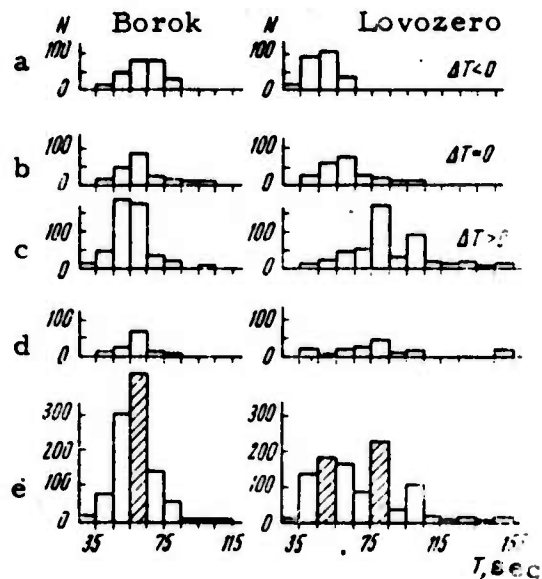 N Borok N Lovozero
a 100 0 100 0 ΔT<0
b 100 0 100 0 ΔT=0
c 100 0 100 0 ΔT>0
d 100 0 100 0
e 300 200 100 0 300 200 100 0
35 75 115 35 75 115
T, sec